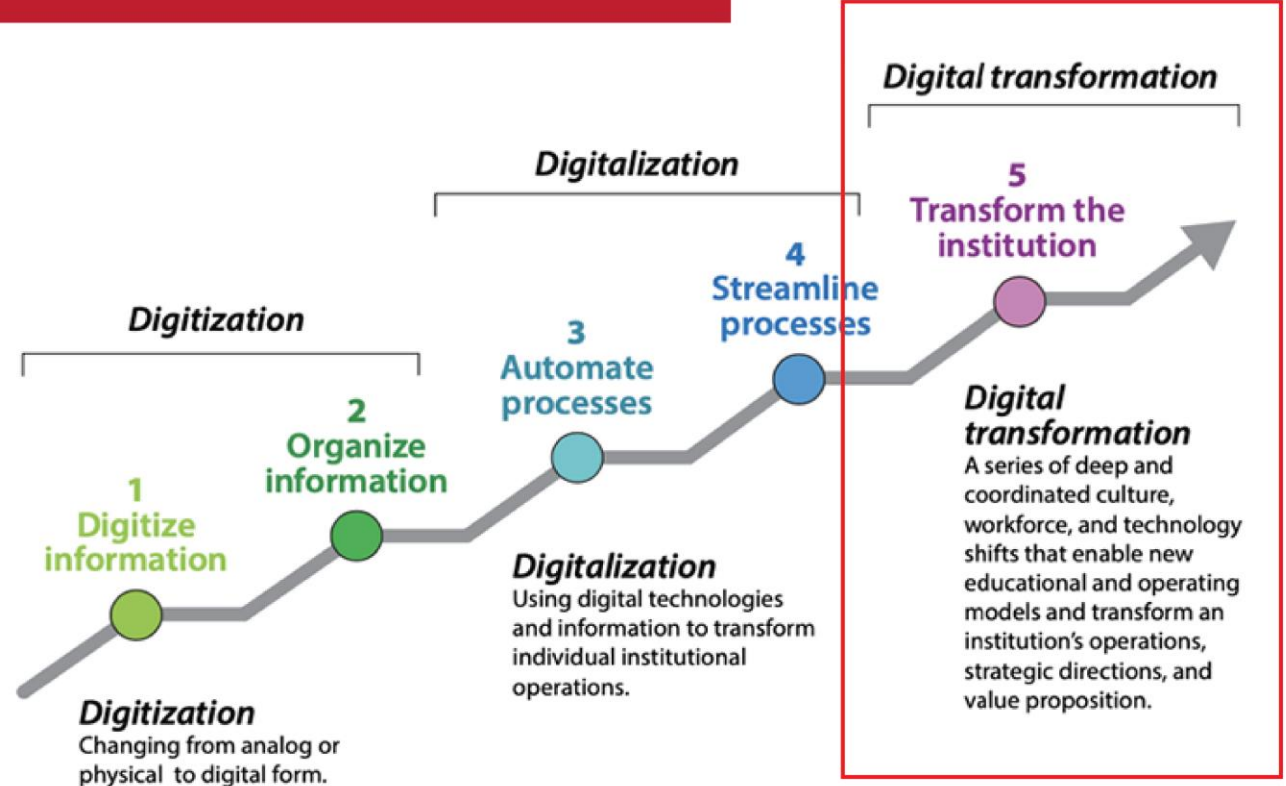 Digital transformation
Digitalization
5
Transform the
institution
4
Streamline
processes
Digitization
3
Automate
processes
2
Organize
information
1
Digitize
information
Digitization
Changing from analog or
physical to digital form.
Digitalization
Using digital technologies
and information to transform
individual institutional
operations.
Digital
transformation
A series of deep and
coordinated culture,
workforce, and technology
shifts that enable new
educational and operating
models and transform an
institution’s operations,
strategic directions, and
value proposition.